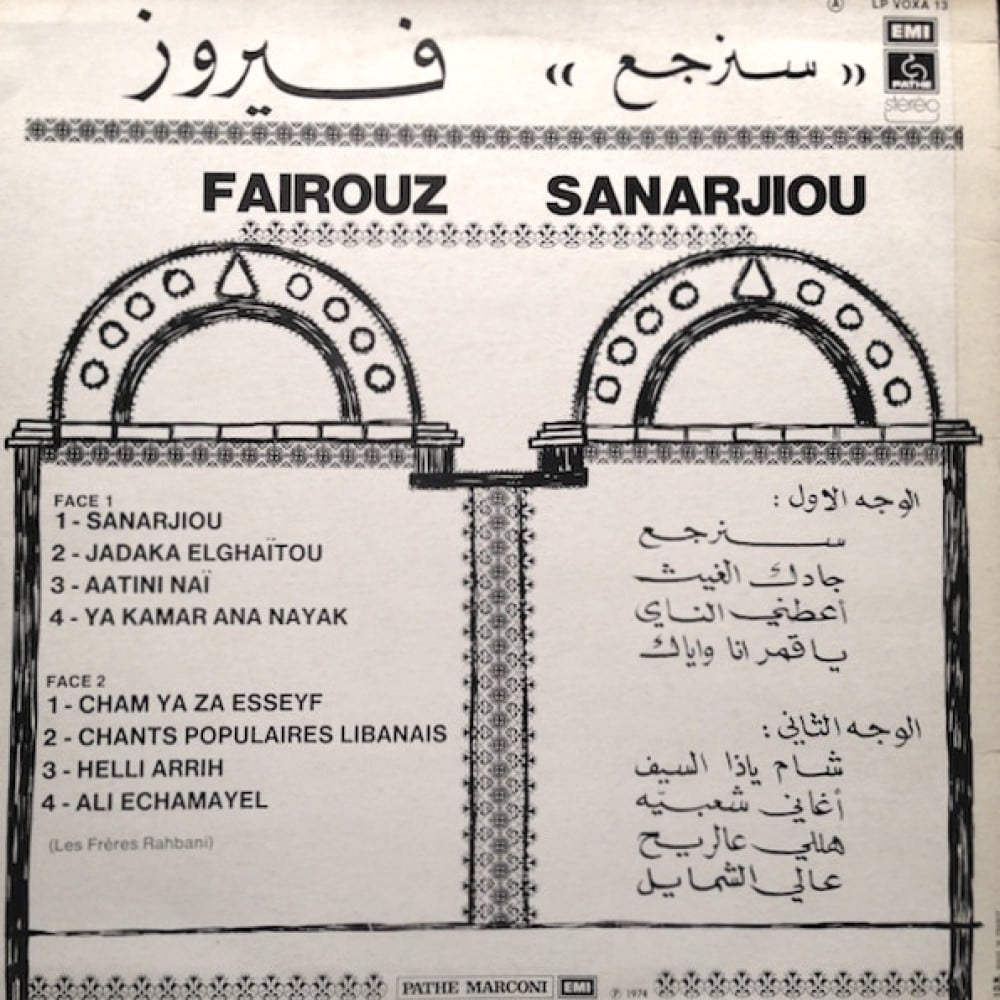 Ⓐ LP VOXA 13
فيروز « سنرجع »
EMI
PATHE
stéréo
FAIROUZ SANARJIOU
FACE 1
1 - SANARJIOU
2 - JADAKA ELGHAÏTOU
3 - AATINI NAÏ
4 - YA KAMAR ANA NAYAK
FACE 2
1 - CHAM YA ZA ESSEYF
2 - CHANTS POPULAIRES LIBANAIS
3 - HELLI ARRIH
4 - ALI ECHAMAYEL
(Les Frères Rahbani)
الوجه الاول :
سنرجع
جادك الغيث
أعطني الناي
يا قمر انا واياك
الوجه الثاني :
شام ياذا السيف
أغاني شعبيّه
هللي عالريح
عالي الشمايل
PATHE MARCONI EMI ℗ 1974